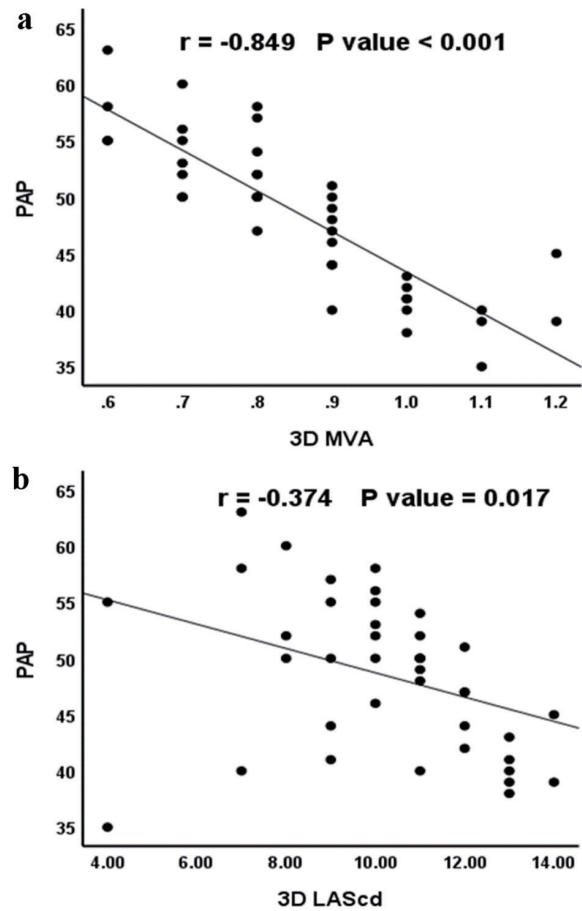 a
r = -0.849 P value < 0.001
65
60
55
50
45
40
35
PAP
.6 .7 .8 .9 1.0 1.1 1.2
3D MVA
b
r = -0.374 P value = 0.017
65
60
55
50
45
40
35
PAP
4.00 6.00 8.00 10.00 12.00 14.00
3D LAScd